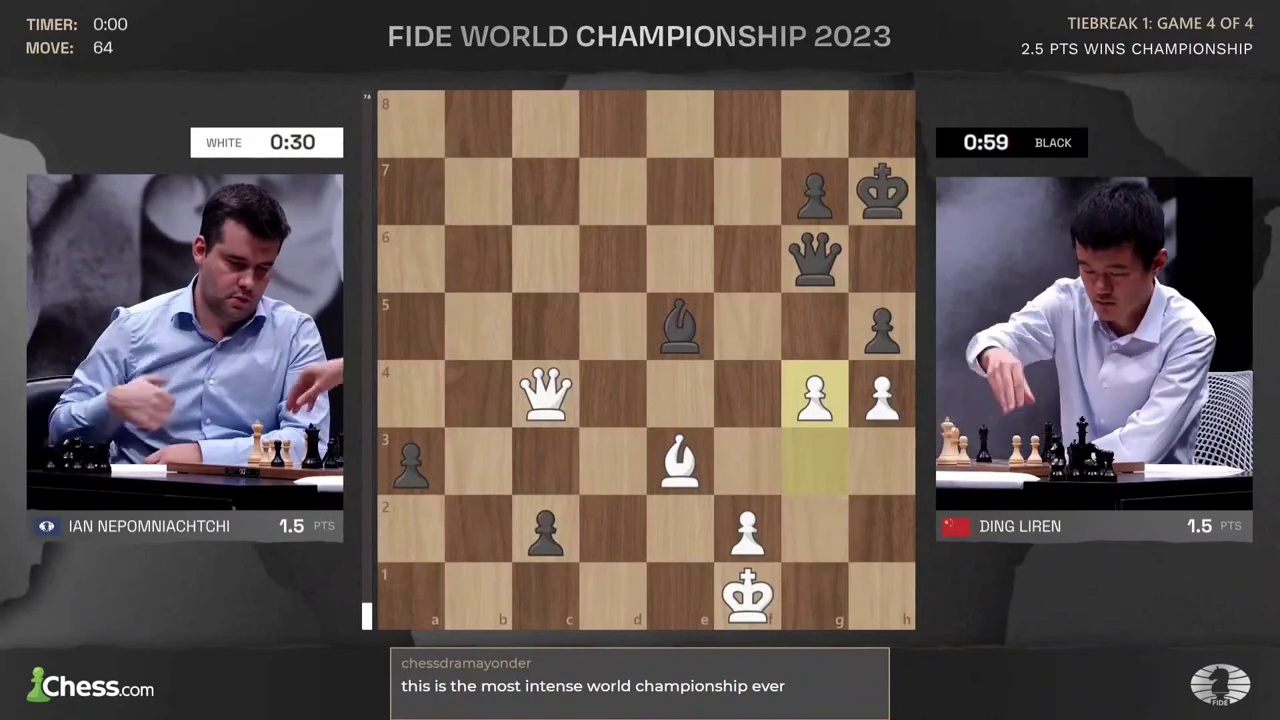 TIMER: 0:00
MOVE: 64
FIDE WORLD CHAMPIONSHIP 2023
TIEBREAK 1: GAME 4 OF 4
2.5 PTS WINS CHAMPIONSHIP
WHITE 0:30
0:59 BLACK
7.6
8
7
6
5
4
3
2
1
a b c d e f g h
IAN NEPOMNIACHTCHI 1.5 PTS
DING LIREN 1.5 PTS
chessdramayonder
this is the most intense world championship ever
Chess.com
FIDE